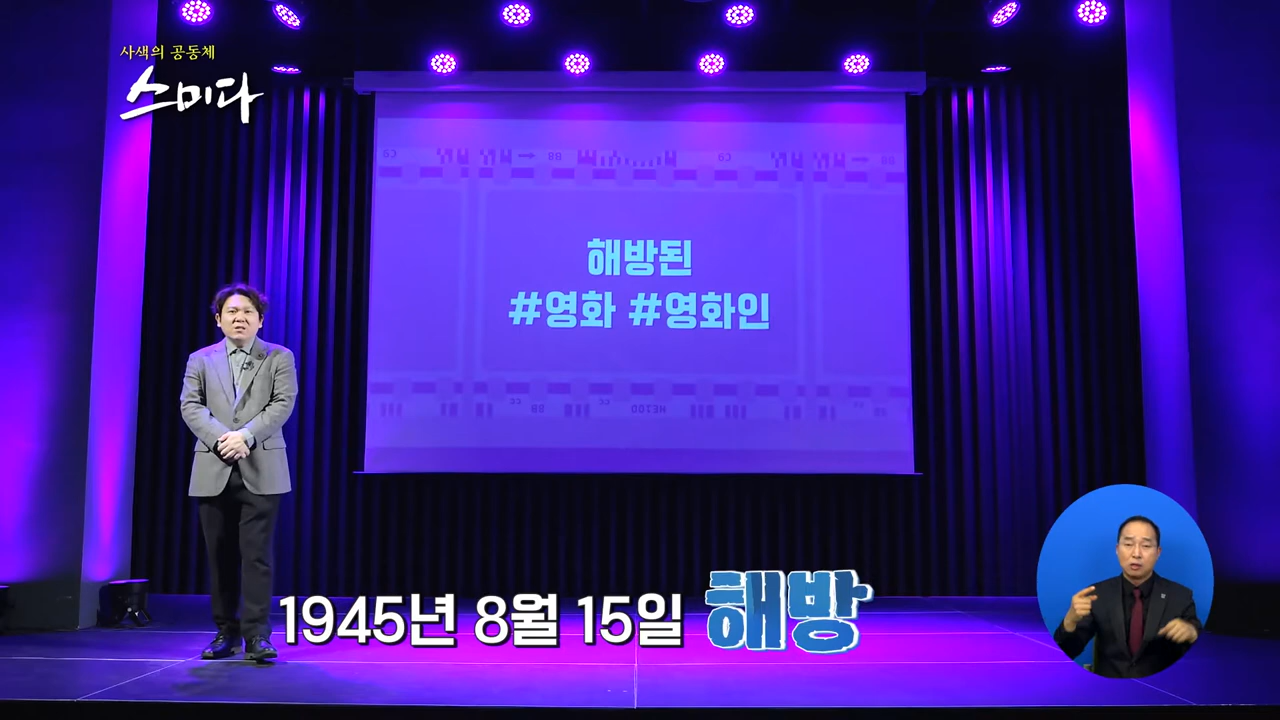 사색의 공동체
스미다
해방된
#영화 #영화인
1945년 8월 15일 해방